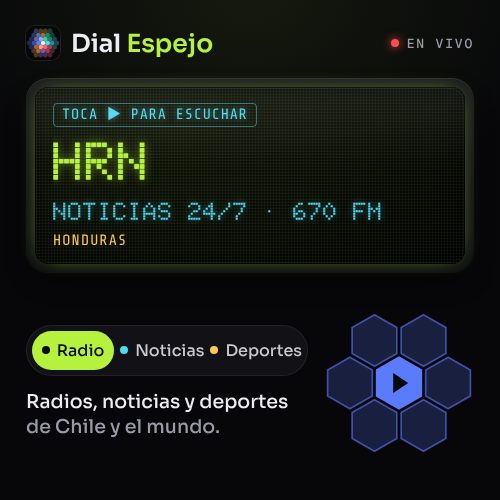 Dial Espejo
EN VIVO
TOCA ▶ PARA ESCUCHAR
HRN
NOTICIAS 24/7 · 670 FM
HONDURAS
Radio
Noticias
Deportes
Radios, noticias y deportes
de Chile y el mundo.